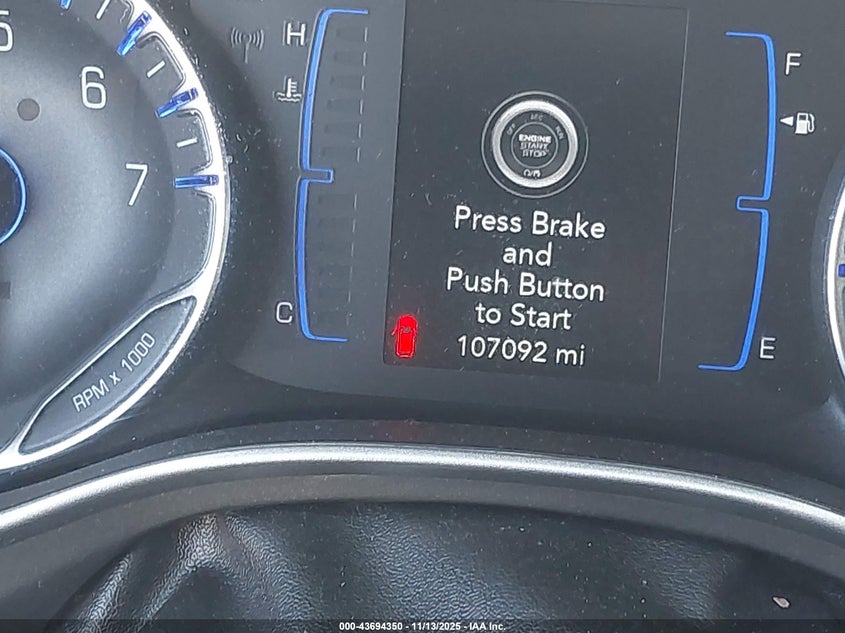 5
6
7
RPM x 1000
H
C
ENGINE
START
STOP
Press Brake
and
Push Button
to Start
107092 mi
F
E
000-43694350 - 11/13/2025 - IAA Inc.